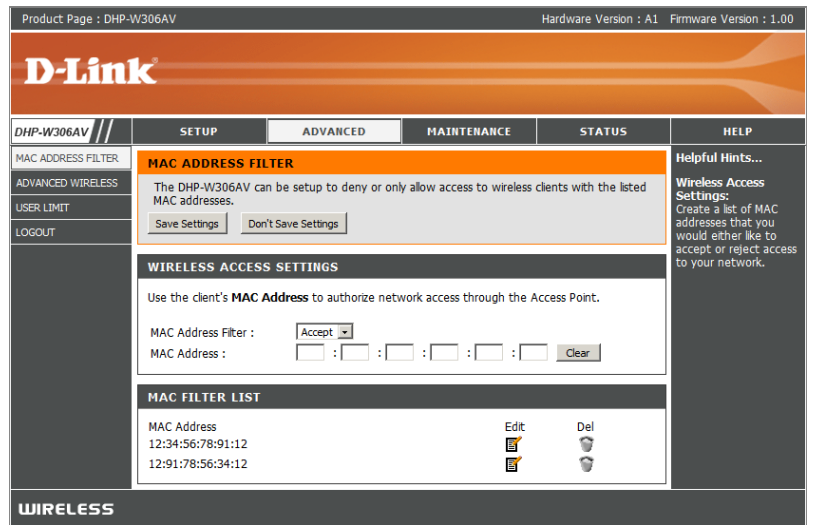 Product Page : DHP-W306AV Hardware Version : A1 Firmware Version : 1.00
D-Link
DHP-W306AV SETUP ADVANCED MAINTENANCE STATUS HELP
MAC ADDRESS FILTER
ADVANCED WIRELESS
USER LIMIT
LOGOUT
MAC ADDRESS FILTER
The DHP-W306AV can be setup to deny or only allow access to wireless clients with the listed
MAC addresses.
Save Settings Don't Save Settings
WIRELESS ACCESS SETTINGS
Use the client's MAC Address to authorize network access through the Access Point.
MAC Address Filter : Accept
MAC Address : : : : : : Clear
MAC FILTER LIST
MAC Address Edit Del
12:34:56:78:91:12
12:91:78:56:34:12
Helpful Hints...
Wireless Access
Settings:
Create a list of MAC
addresses that you
would either like to
accept or reject access
to your network.
WIRELESS